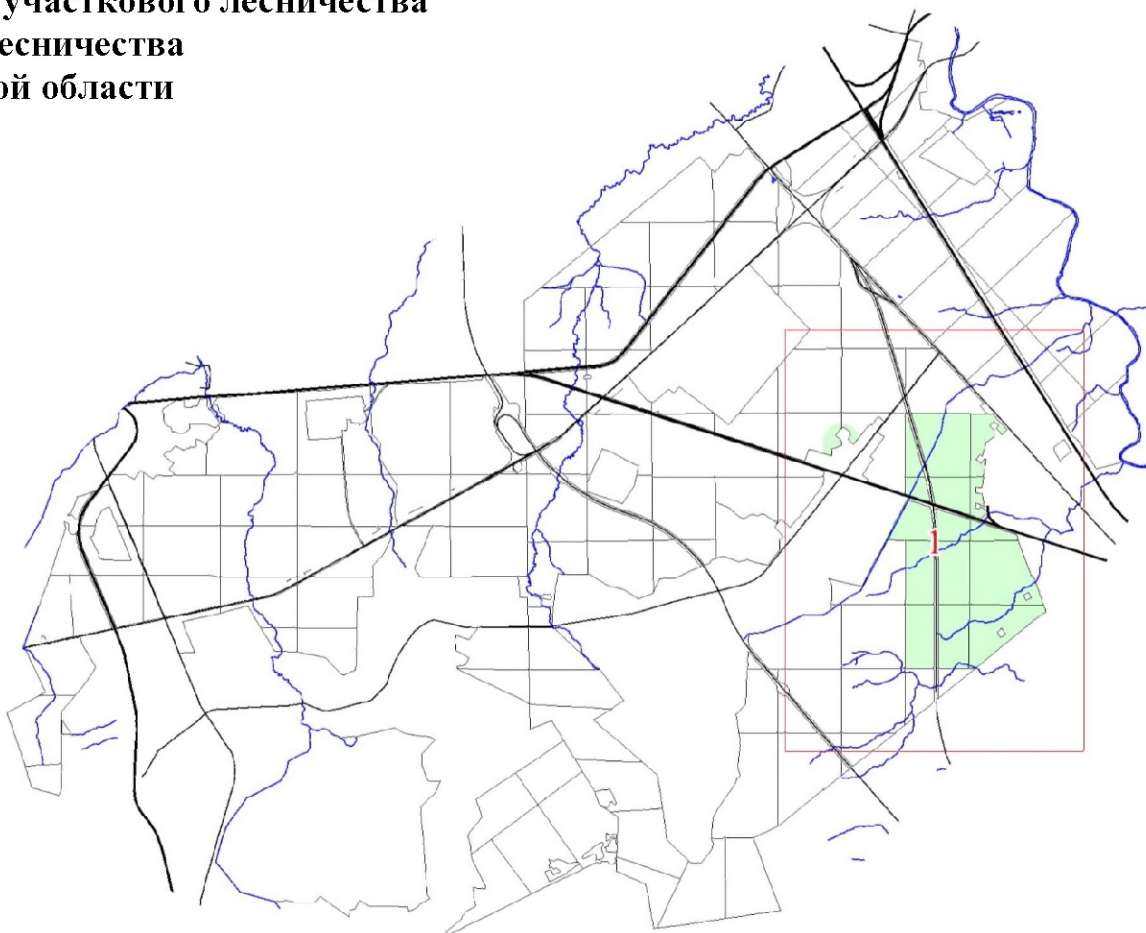 участкового лесничества
лесничества
ой области
1